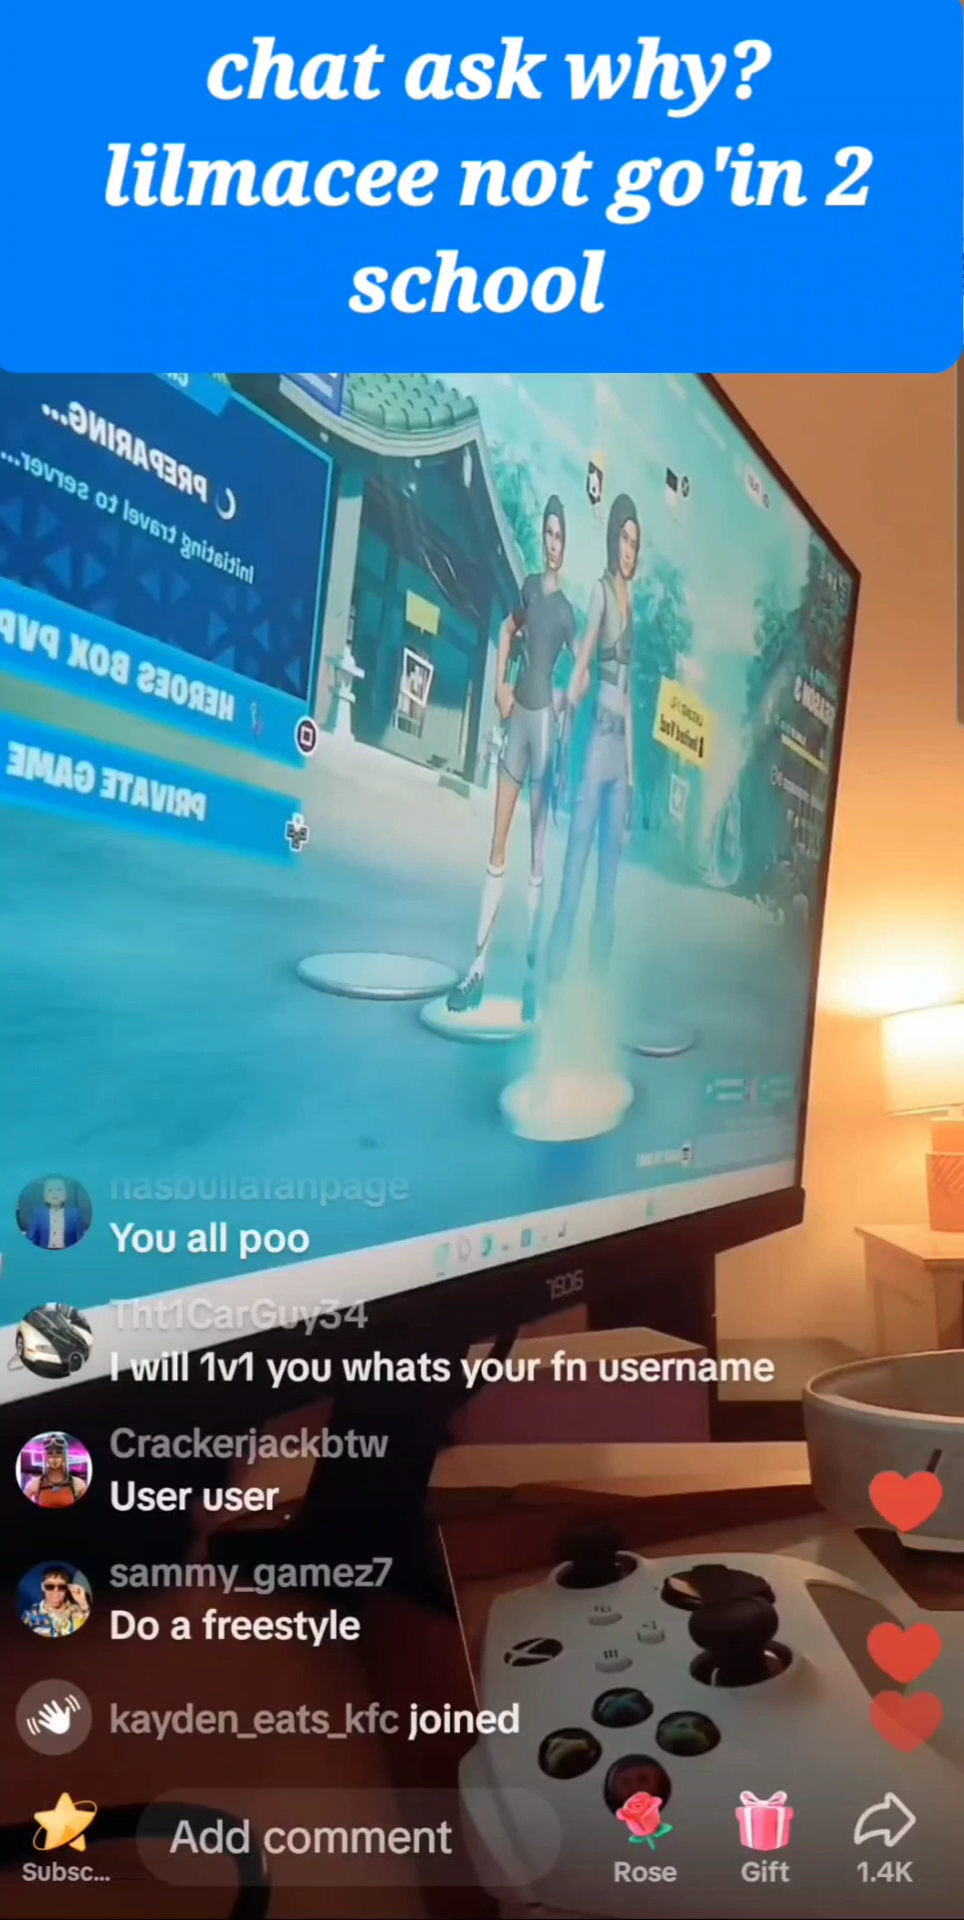 chat ask why?
lilmacee not go'in 2
school
PREPARING...
Initiating travel to server...
HEROES BOX PVP
PRIVATE GAME
nasbullafanpage
You all poo
Tht1CarGuy34
I will 1v1 you whats your fn username
Crackerjackbtw
User user
sammy_gamez7
Do a freestyle
kayden_eats_kfc joined
Add comment
Subsc...
Rose
Gift
1.4K